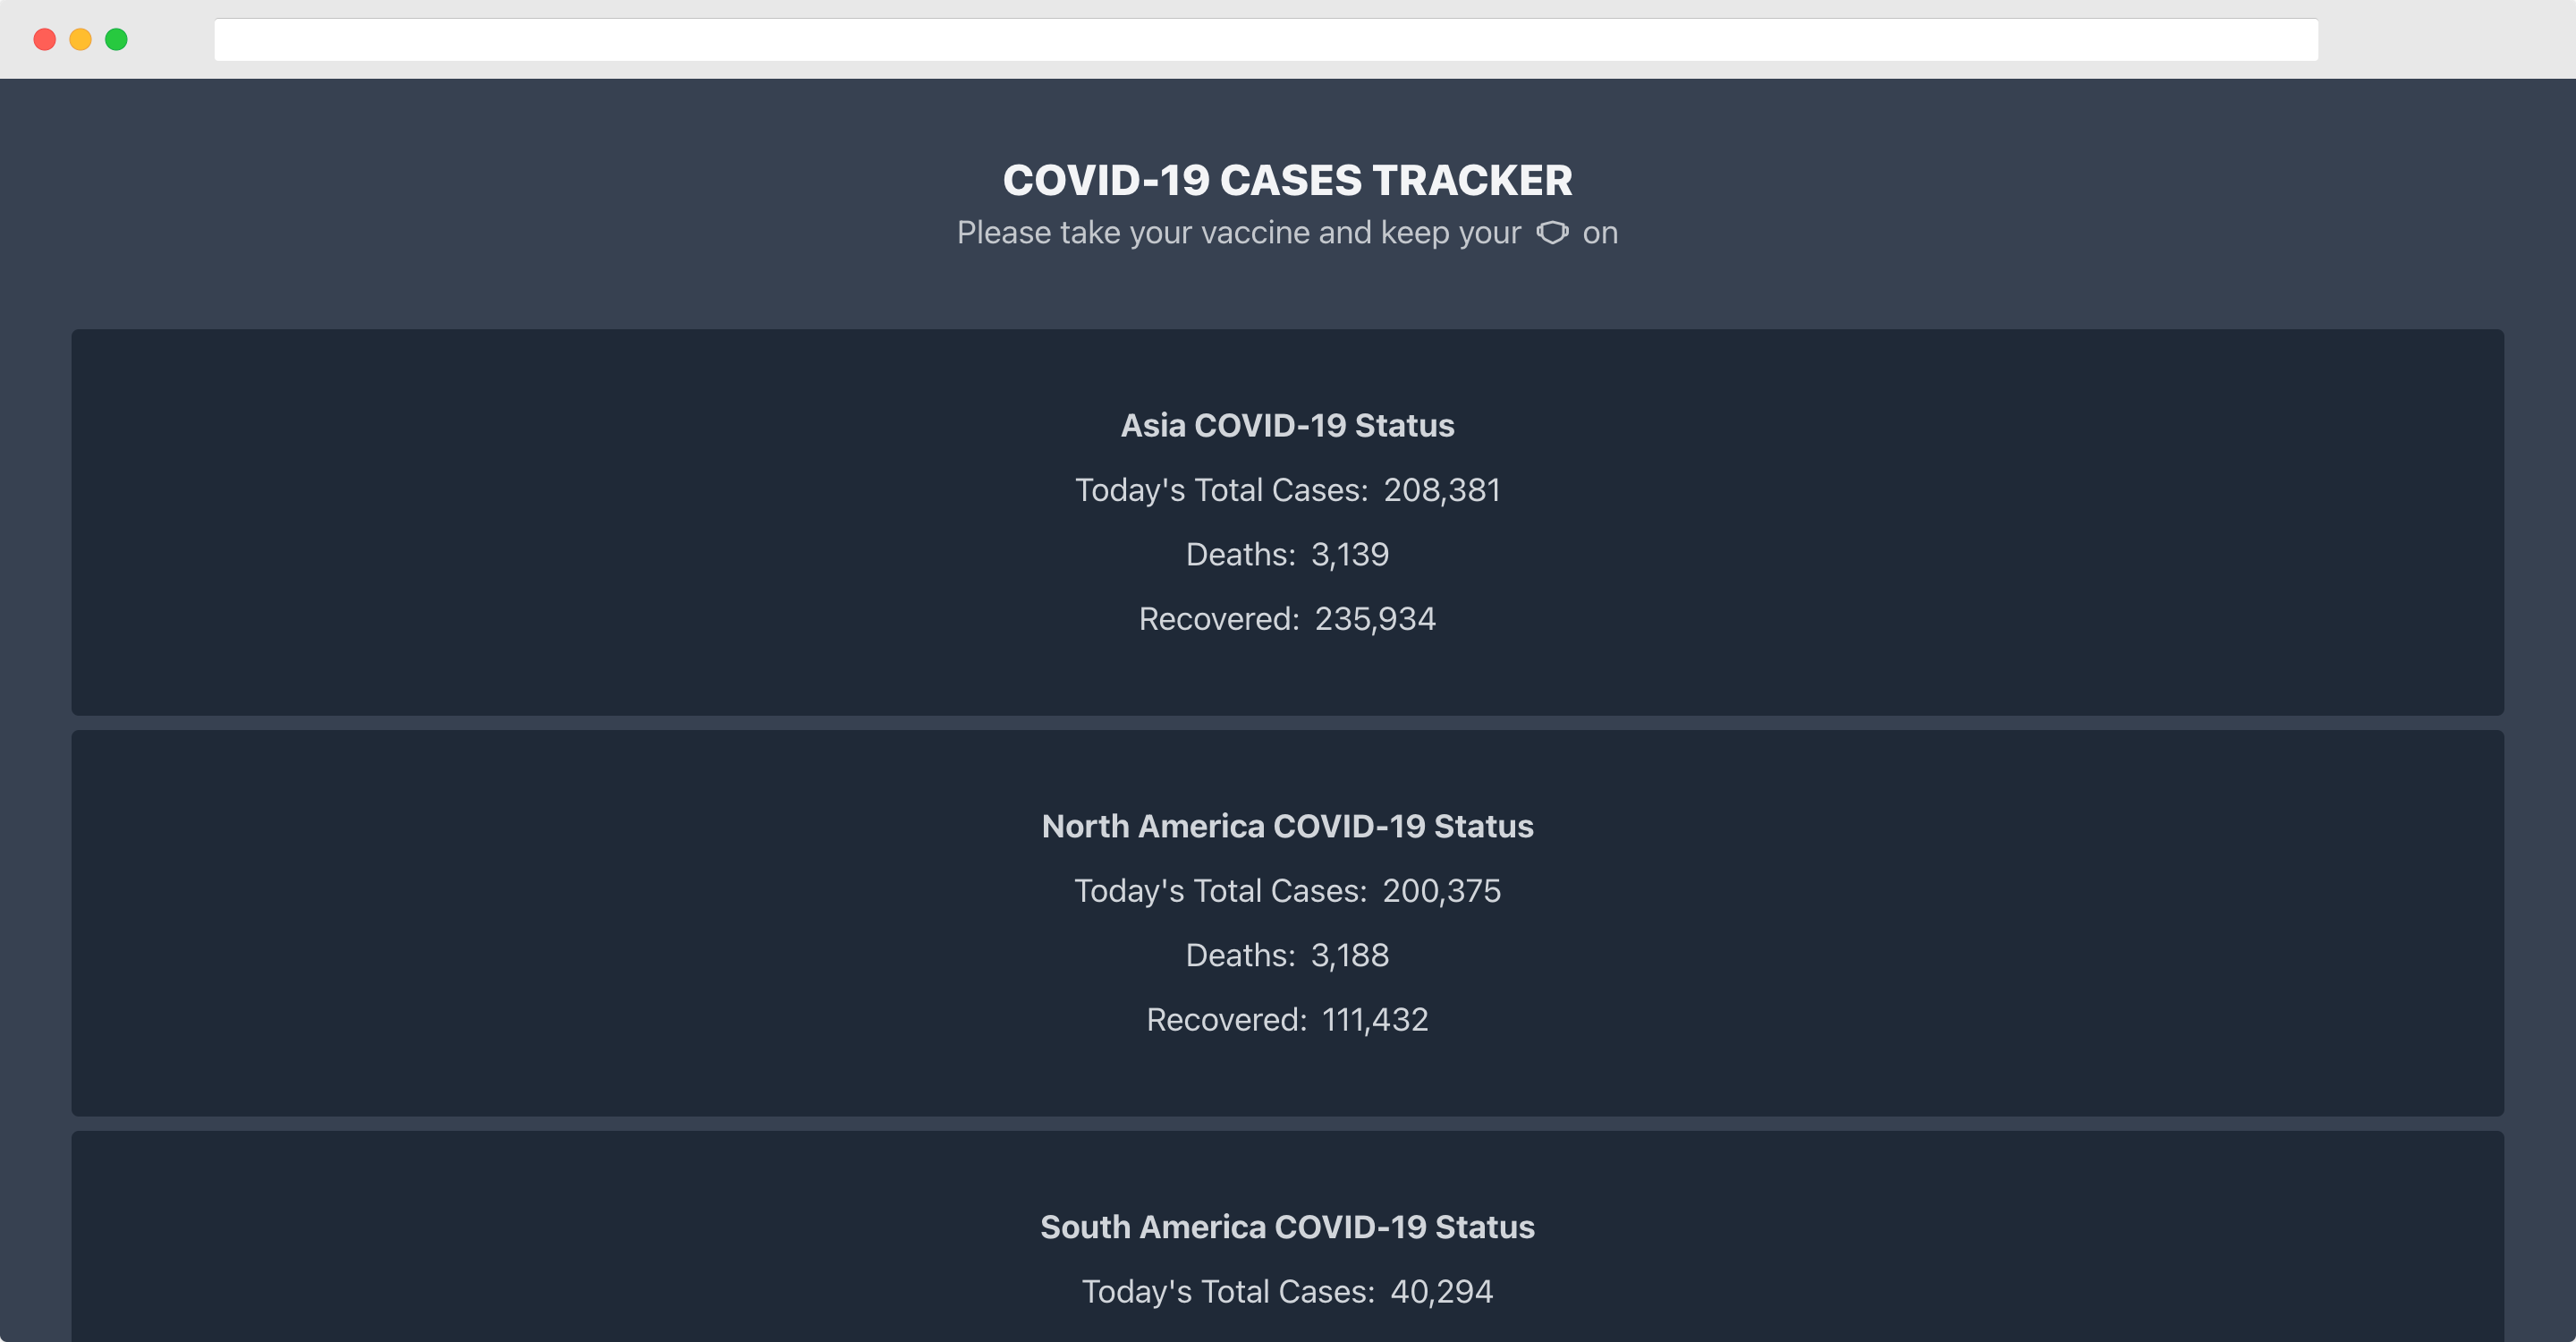 COVID-19 CASES TRACKER
Please take your vaccine and keep your on
Asia COVID-19 Status
Today's Total Cases: 208,381
Deaths: 3,139
Recovered: 235,934
North America COVID-19 Status
Today's Total Cases: 200,375
Deaths: 3,188
Recovered: 111,432
South America COVID-19 Status
Today's Total Cases: 40,294